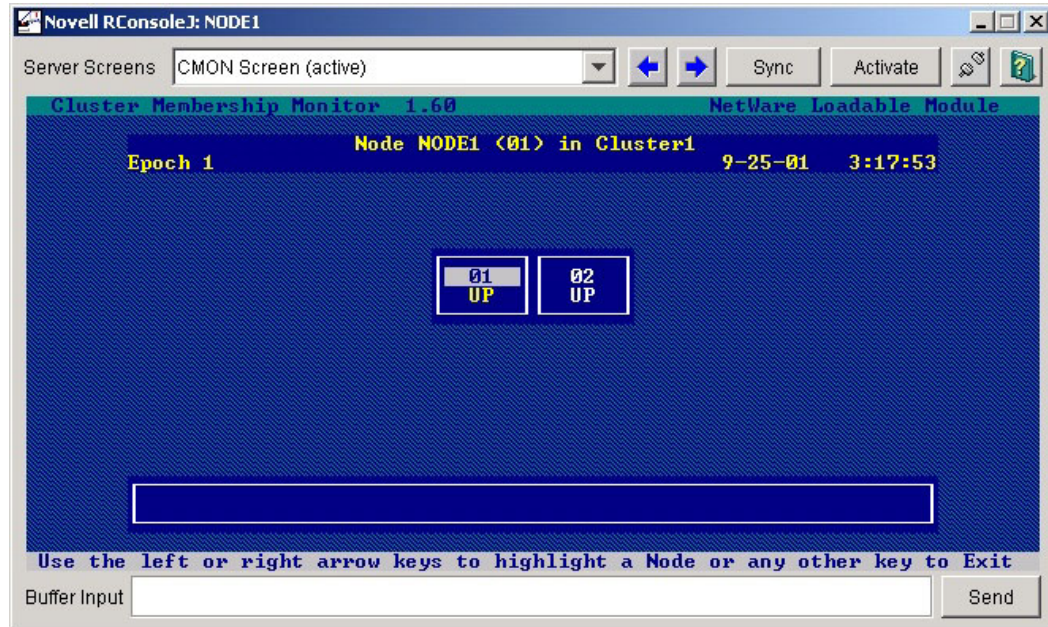 Novell RConsoleJ: NODE1
Server Screens CMON Screen (active) Sync Activate
Cluster Membership Monitor 1.60 NetWare Loadable Module
Node NODE1 <01> in Cluster1
Epoch 1 9-25-01 3:17:53
01 02
UP UP
Use the left or right arrow keys to highlight a Node or any other key to Exit
Buffer Input Send